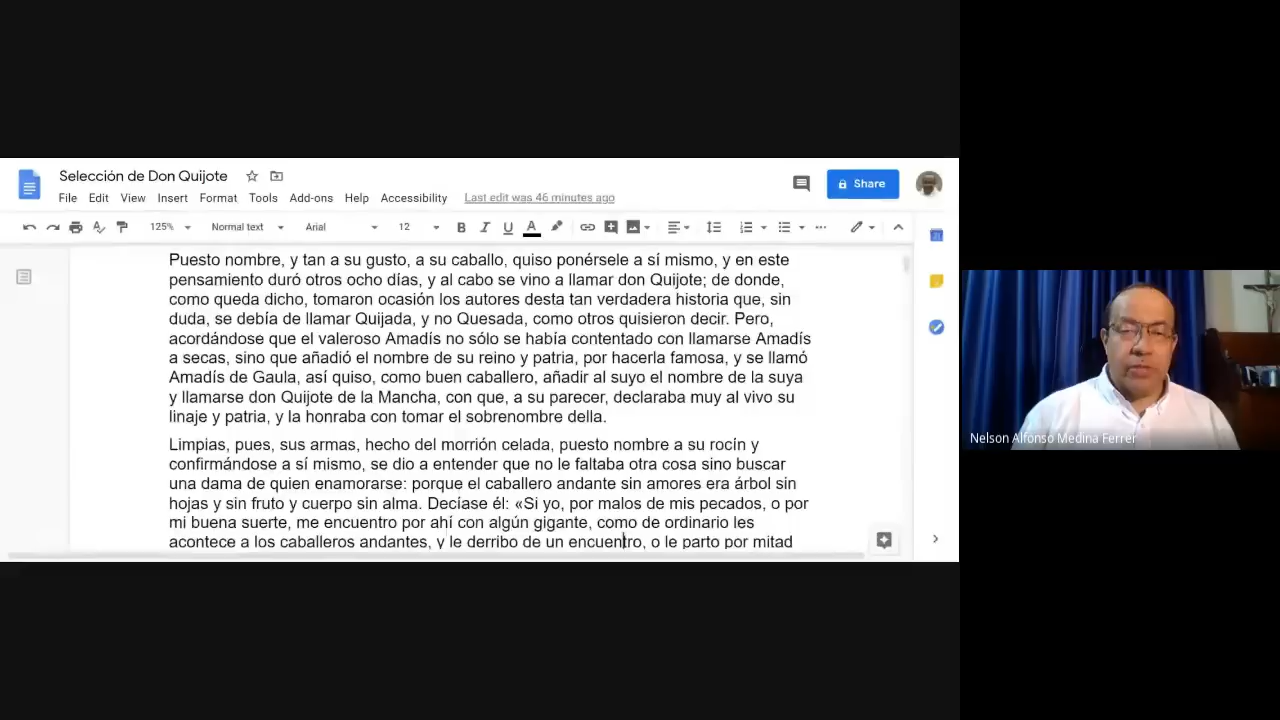 Selección de Don Quijote
File Edit View Insert Format Tools Add-ons Help Accessibility Last edit was 46 minutes ago
Share
125% Normal text Arial 12 B I U A
Puesto nombre, y tan a su gusto, a su caballo, quiso ponérsele a sí mismo, y en este
pensamiento duró otros ocho días, y al cabo se vino a llamar don Quijote; de donde,
como queda dicho, tomaron ocasión los autores desta tan verdadera historia que, sin
duda, se debía de llamar Quijada, y no Quesada, como otros quisieron decir. Pero,
acordándose que el valeroso Amadís no sólo se había contentado con llamarse Amadís
a secas, sino que añadió el nombre de su reino y patria, por hacerla famosa, y se llamó
Amadís de Gaula, así quiso, como buen caballero, añadir al suyo el nombre de la suya
y llamarse don Quijote de la Mancha, con que, a su parecer, declaraba muy al vivo su
linaje y patria, y la honraba con tomar el sobrenombre della.
Limpias, pues, sus armas, hecho del morrión celada, puesto nombre a su rocín y
confirmándose a sí mismo, se dio a entender que no le faltaba otra cosa sino buscar
una dama de quien enamorarse: porque el caballero andante sin amores era árbol sin
hojas y sin fruto y cuerpo sin alma. Decíase él: «Si yo, por malos de mis pecados, o por
mi buena suerte, me encuentro por ahí con algún gigante, como de ordinario les
acontece a los caballeros andantes, y le derribo de un encuentro, o le parto por mitad
Nelson Alfonso Medina Ferrer